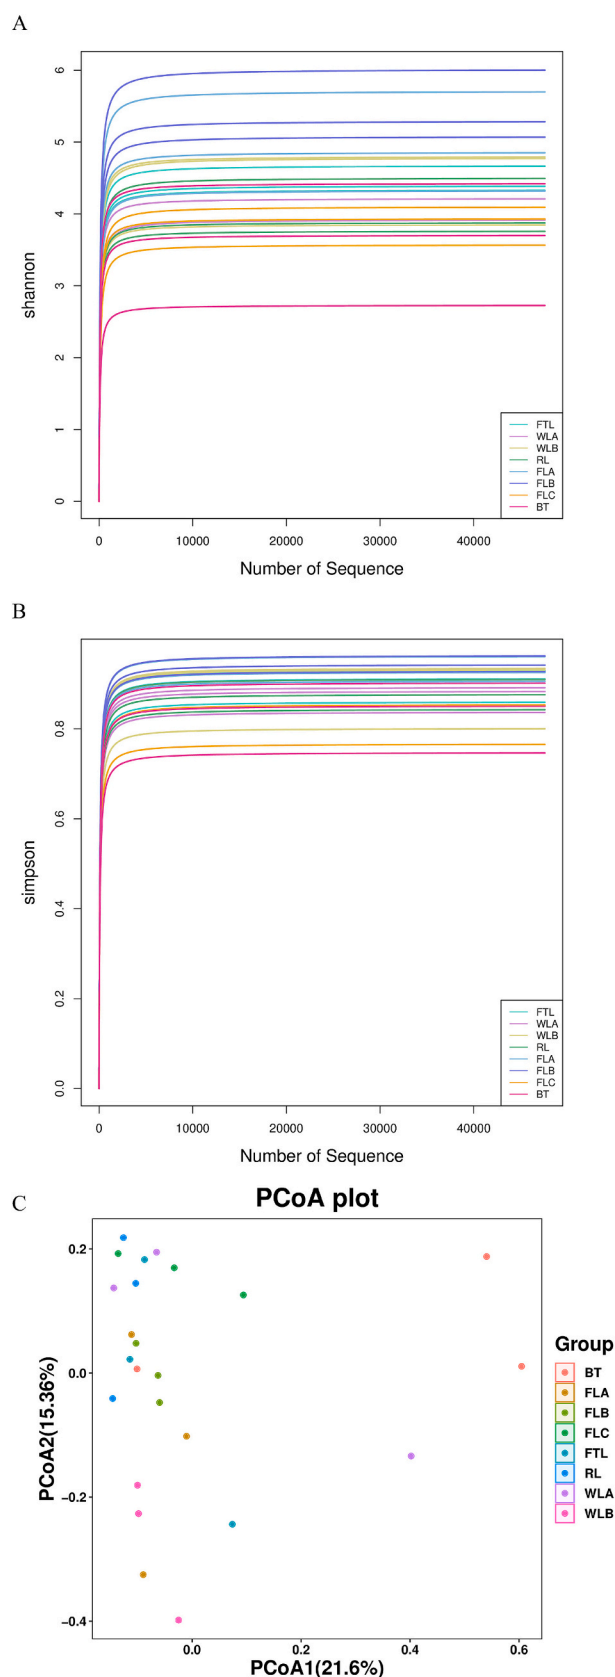 A
6
5
4
3
2
1
0
shannon
FTL
WLA
WLB
RL
FLA
FLB
FLC
BT
0 10000 20000 30000 40000
Number of Sequence
B
0.8
0.6
0.4
0.2
0.0
simpson
FTL
WLA
WLB
RL
FLA
FLB
FLC
BT
0 10000 20000 30000 40000
Number of Sequence
C
PCoA plot
0.2
0.0
−0.2
−0.4
PCoA2(15.36%)
0.0 0.2 0.4 0.6
PCoA1(21.6%)
Group
BT
FLA
FLB
FLC
FTL
RL
WLA
WLB